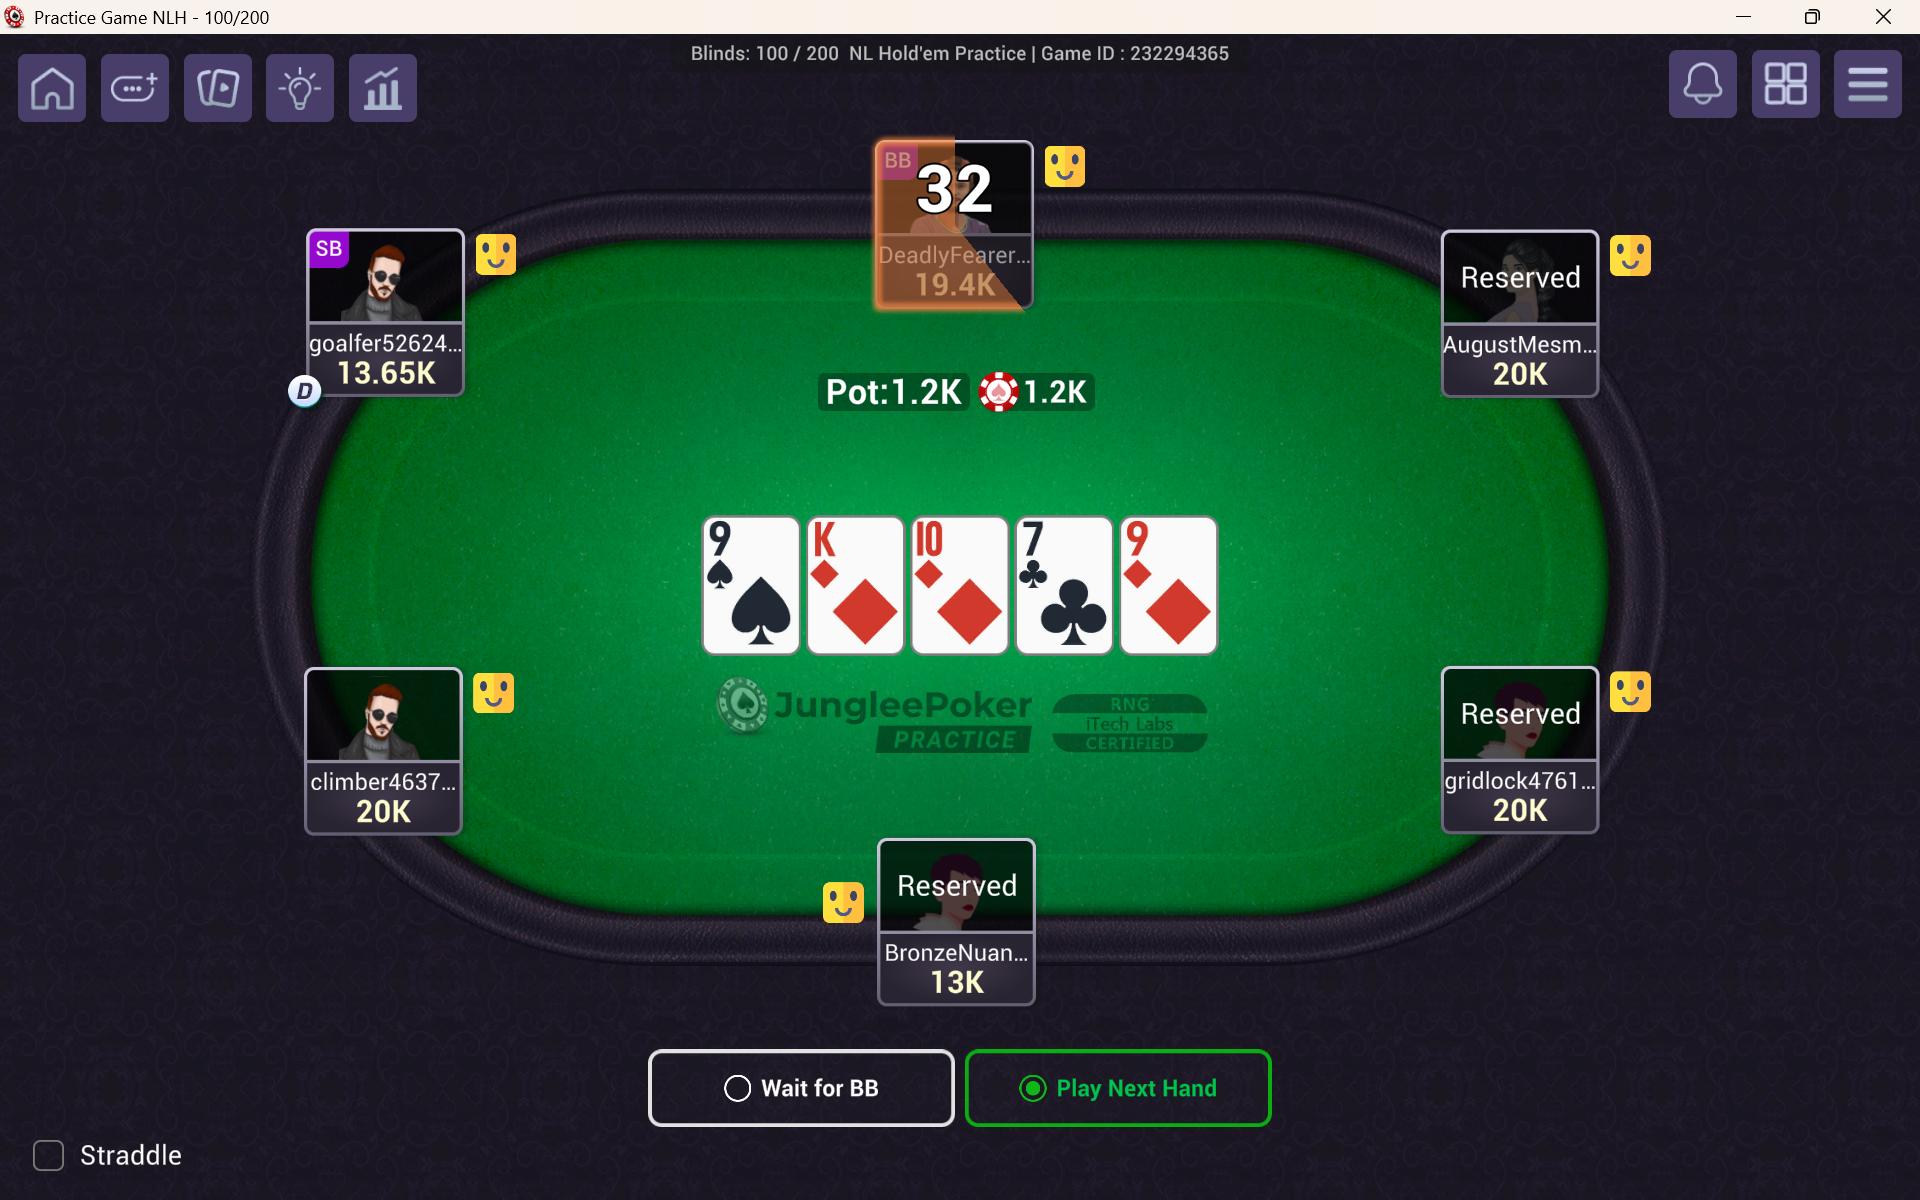 Practice Game NLH - 100/200
Blinds: 100 / 200 NL Hold'em Practice | Game ID : 232294365
BB
32
DeadlyFearer...
19.4K
SB
goalfer52624...
13.65K
D
Reserved
AugustMesm...
20K
Pot:1.2K 1.2K
9 K 10 7 9
JungleePoker
PRACTICE
RNG
iTech Labs
CERTIFIED
climber4637...
20K
Reserved
gridlock4761...
20K
Reserved
BronzeNuan...
13K
Wait for BB
Play Next Hand
Straddle